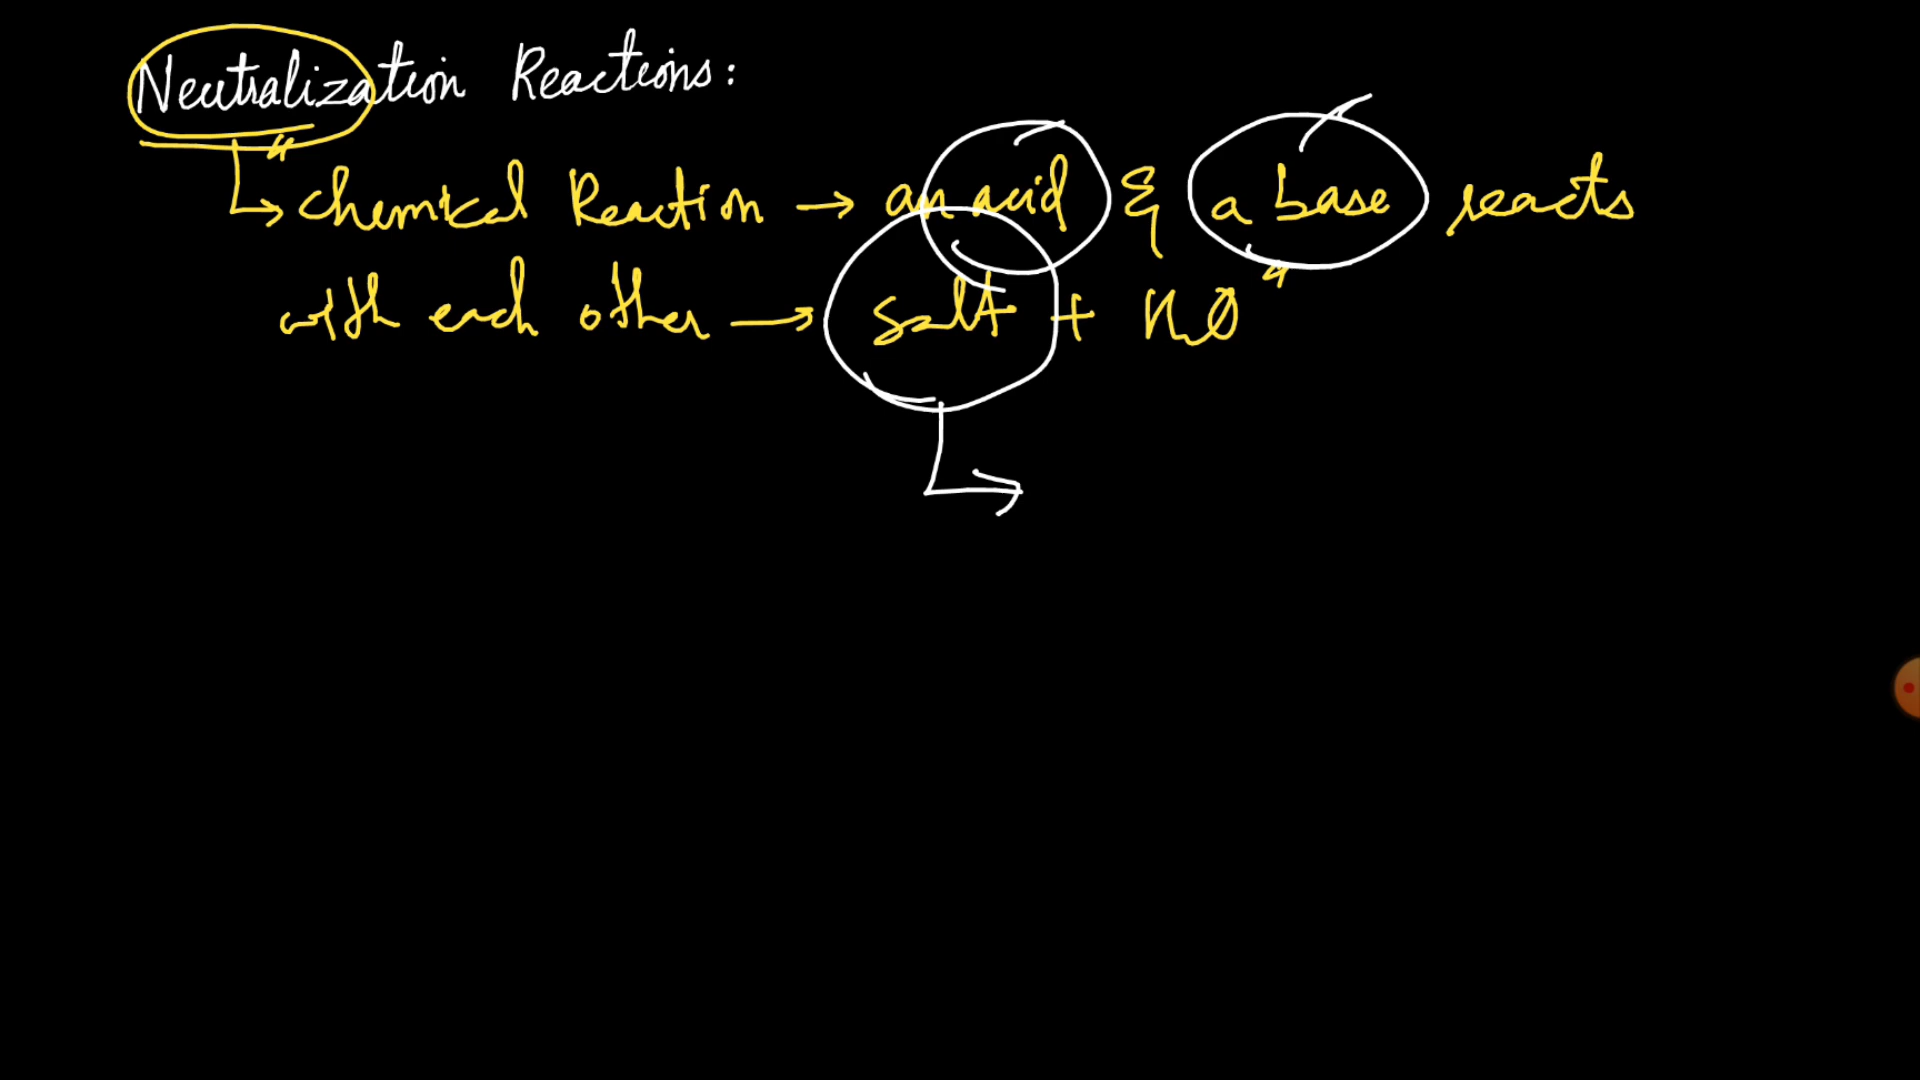 Neutralization Reactions:
↳ chemical Reaction → an acid & a base reacts
with each other → salt + H2O